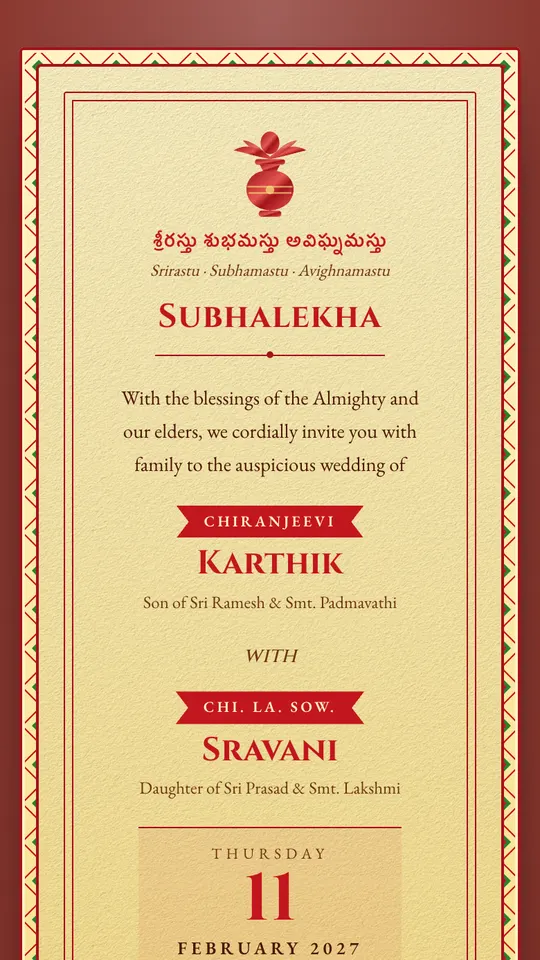 శ్రీరస్తు శుభమస్తు అవిఘ్నమస్తు
Srirastu · Subhamastu · Avighnamastu
Subhalekha
With the blessings of the Almighty and
our elders, we cordially invite you with
family to the auspicious wedding of
CHIRANJEEVI
Karthik
Son of Sri Ramesh & Smt. Padmavathi
WITH
CHI. LA. SOW.
Sravani
Daughter of Sri Prasad & Smt. Lakshmi
THURSDAY
11
FEBRUARY 2027